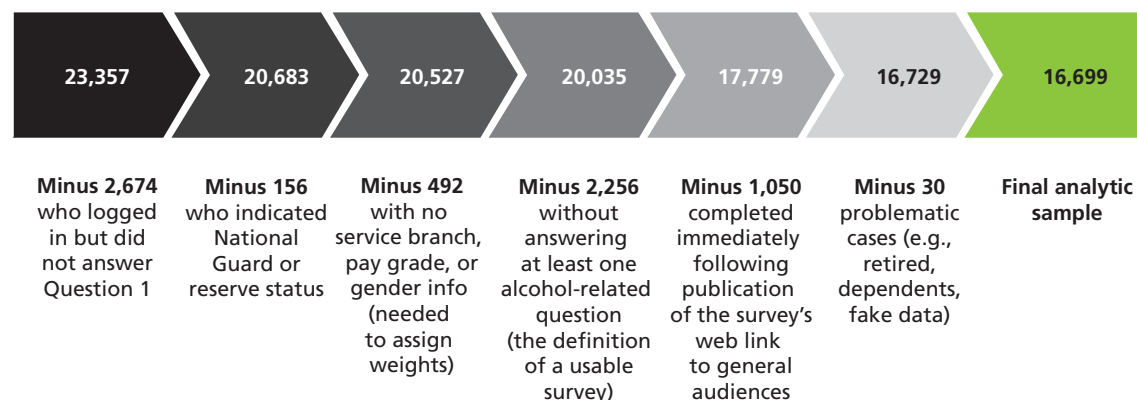 23,357
20,683
20,527
20,035
17,779
16,729
16,699
Minus 2,674
who logged
in but did
not answer
Question 1
Minus 156
who indicated
National
Guard or
reserve status
Minus 492
with no
service branch,
pay grade, or
gender info
(needed
to assign
weights)
Minus 2,256
without
answering
at least one
alcohol-related
question
(the definition
of a usable
survey)
Minus 1,050
completed
immediately
following
publication
of the survey's
web link
to general
audiences
Minus 30
problematic
cases (e.g.,
retired,
dependents,
fake data)
Final analytic
sample